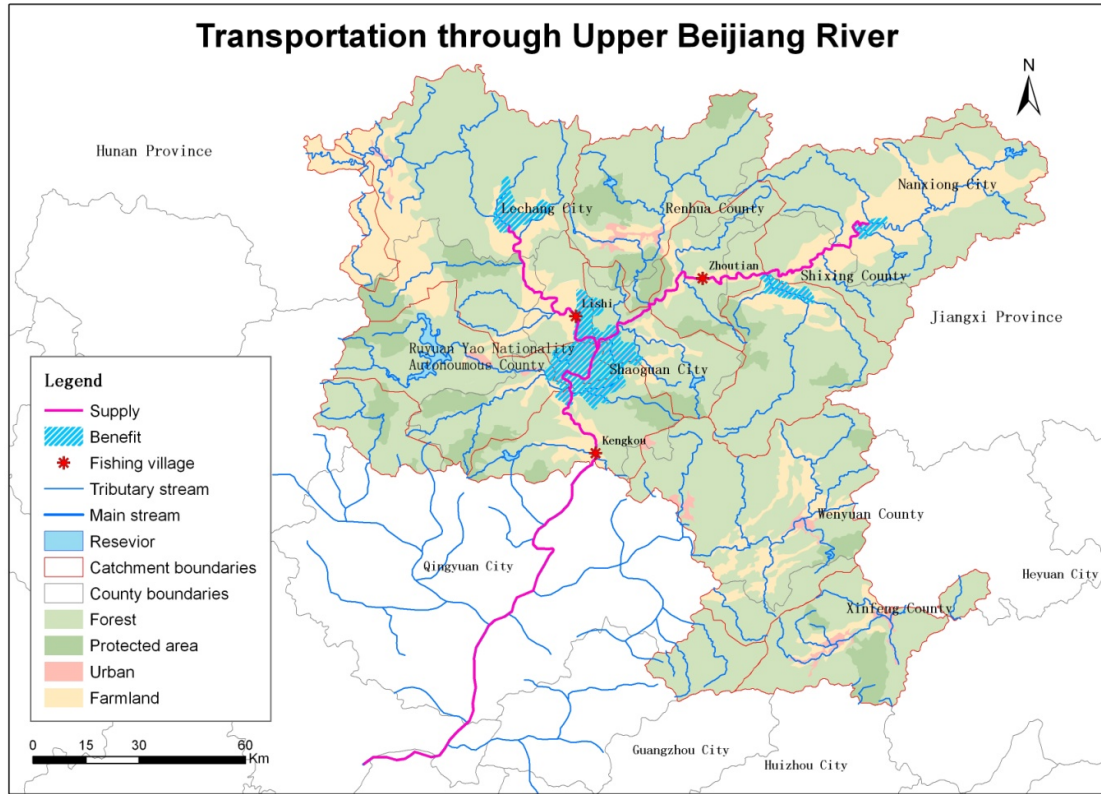 Transportation through Upper Beijiang River
N
Hunan Province
Nanxiong City
Lechang City
Renhua County
Zhoutian
Shixing County
Lishi
Jiangxi Province
Ruyuan Yao Nationality
Autonoumous County
Shaoguan City
Legend
Supply
Benefit
Fishing village
Tributary stream
Main stream
Resevior
Catchment boundaries
County boundaries
Forest
Protected area
Urban
Farmland
Kengkou
Wenyuan County
Qingyuan City
Heyuan City
Xinfeng County
Guangzhou City
Huizhou City
0 15 30 60
Km